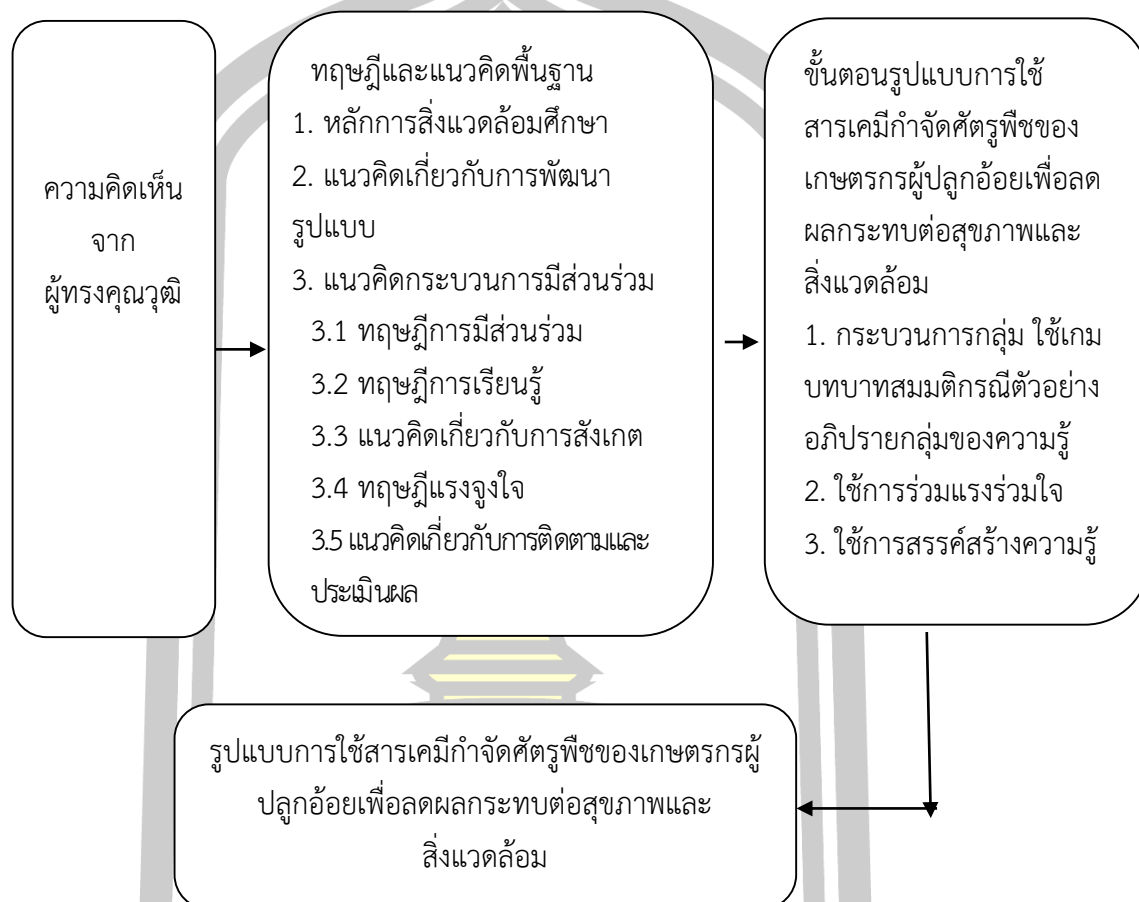 ความคิดเห็น
จาก
ผู้ทรงคุณวุฒิ
ทฤษฎีและแนวคิดพื้นฐาน
1. หลักการสิ่งแวดล้อมศึกษา
2. แนวคิดเกี่ยวกับการพัฒนา
รูปแบบ
3. แนวคิดกระบวนการมีส่วนร่วม
3.1 ทฤษฎีการมีส่วนร่วม
3.2 ทฤษฎีการเรียนรู้
3.3 แนวคิดเกี่ยวกับการสังเกต
3.4 ทฤษฎีแรงจูงใจ
3.5 แนวคิดเกี่ยวกับการติดตามและ
ประเมินผล
ขั้นตอนรูปแบบการใช้
สารเคมีกำจัดศัตรูพืชของ
เกษตรกรผู้ปลูกอ้อยเพื่อลด
ผลกระทบต่อสุขภาพและ
สิ่งแวดล้อม
1. กระบวนการกลุ่ม ใช้เกม
บทบาทสมมติกรณีตัวอย่าง
อภิปรายกลุ่มของความรู้
2. ใช้การร่วมแรงร่วมใจ
3. ใช้การสรรค์สร้างความรู้
รูปแบบการใช้สารเคมีกำจัดศัตรูพืชของเกษตรกรผู้
ปลูกอ้อยเพื่อลดผลกระทบต่อสุขภาพและ
สิ่งแวดล้อม